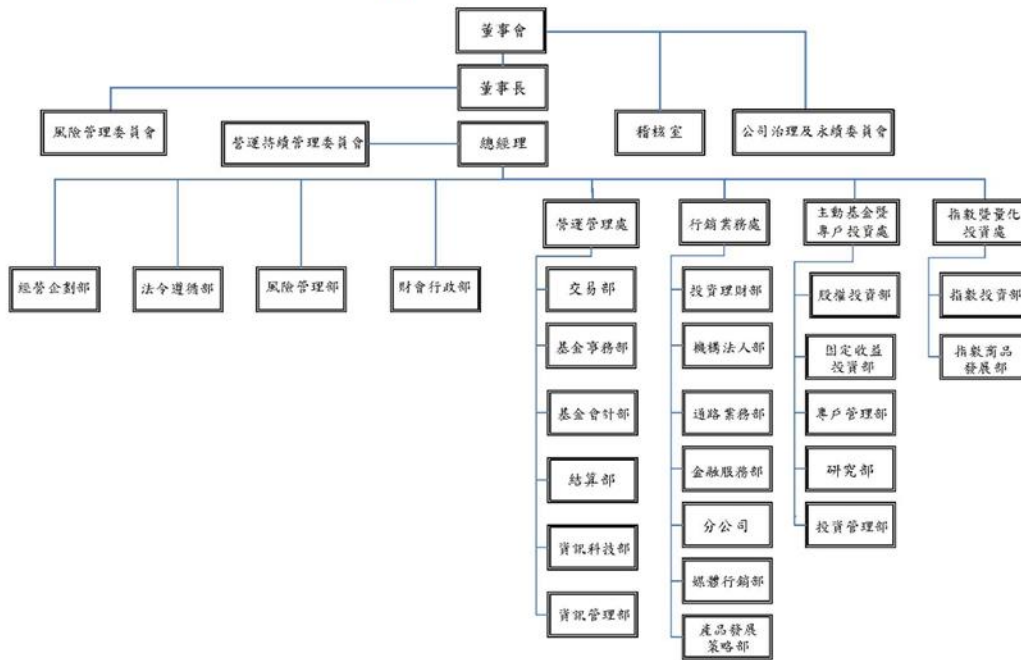 董事會
董事長
風險管理委員會
營運持續管理委員會
總經理
稽核室
公司治理及永續委員會
經營企劃部
法令遵循部
風險管理部
財會行政部
營運管理處
交易部
基金事務部
基金會計部
結算部
資訊科技部
資訊管理部
行銷業務處
投資理財部
機構法人部
通路業務部
金融服務部
分公司
媒體行銷部
產品發展
策略部
主動基金暨
專戶投資處
股權投資部
固定收益
投資部
專戶管理部
研究部
投資管理部
指數暨量化
投資處
指數投資部
指數商品
發展部